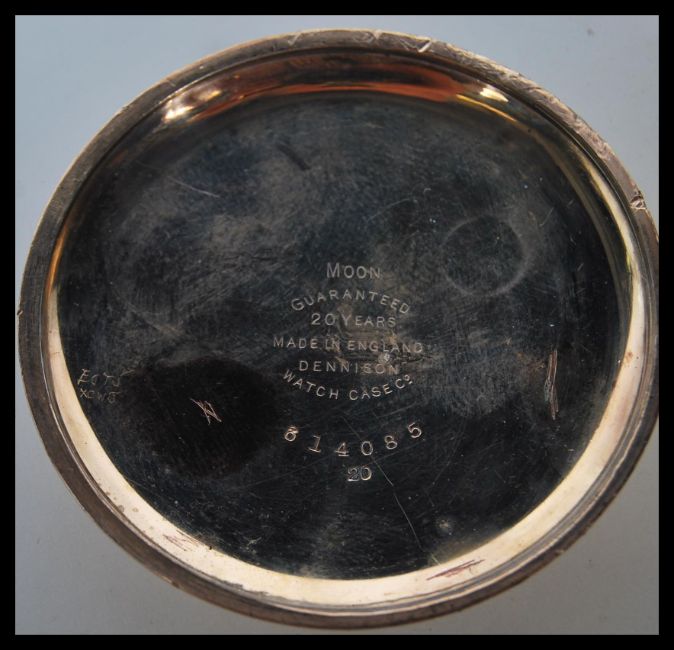 MOON
GUARANTEED
20 YEARS
MADE IN ENGLAND
DENNISON
WATCH CASE Co
814085
20